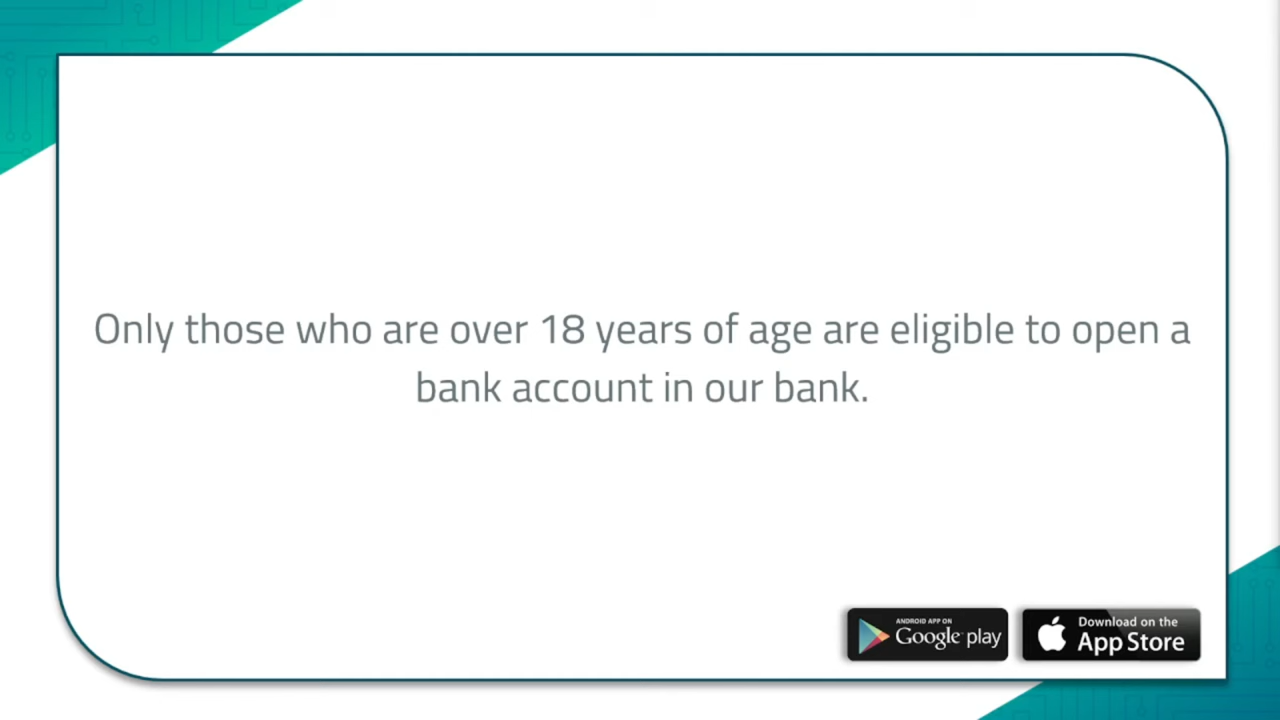 Only those who are over 18 years of age are eligible to open a
bank account in our bank.
ANDROID APP ON
Google play
Download on the
App Store